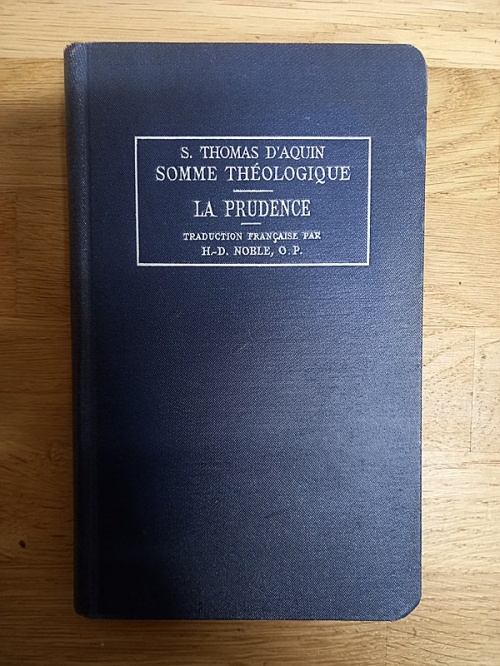 S. THOMAS D'AQUIN
SOMME THÉOLOGIQUE
LA PRUDENCE
TRADUCTION FRANÇAISE PAR
H.-D. NOBLE, O. P.